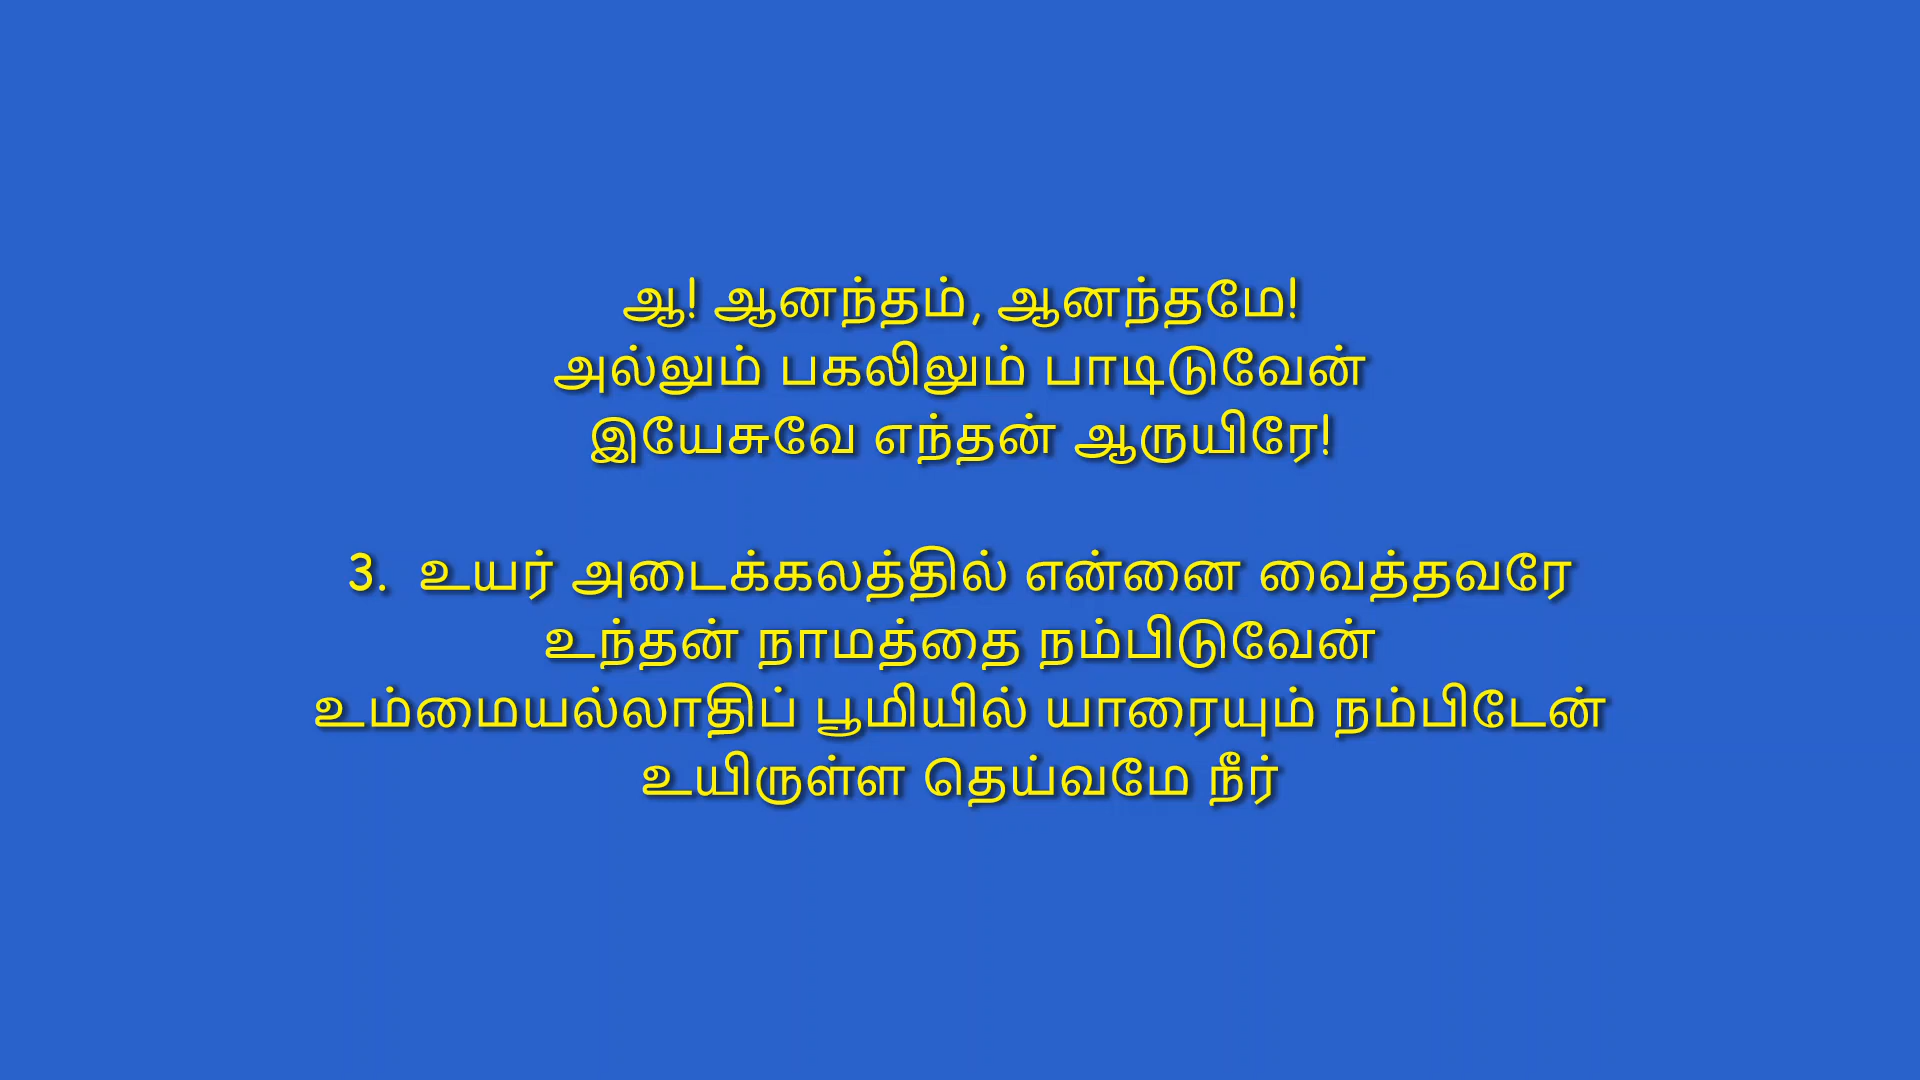 ஆ! ஆனந்தம், ஆனந்தமே!
அல்லும் பகலிலும் பாடிடுவேன்
இயேசுவே எந்தன் ஆருயிரே!
3. உயர் அடைக்கலத்தில் என்னை வைத்தவரே
உந்தன் நாமத்தை நம்பிடுவேன்
உம்மையல்லாதிப் பூமியில் யாரையும் நம்பிடேன்
உயிருள்ள தெய்வமே நீர்